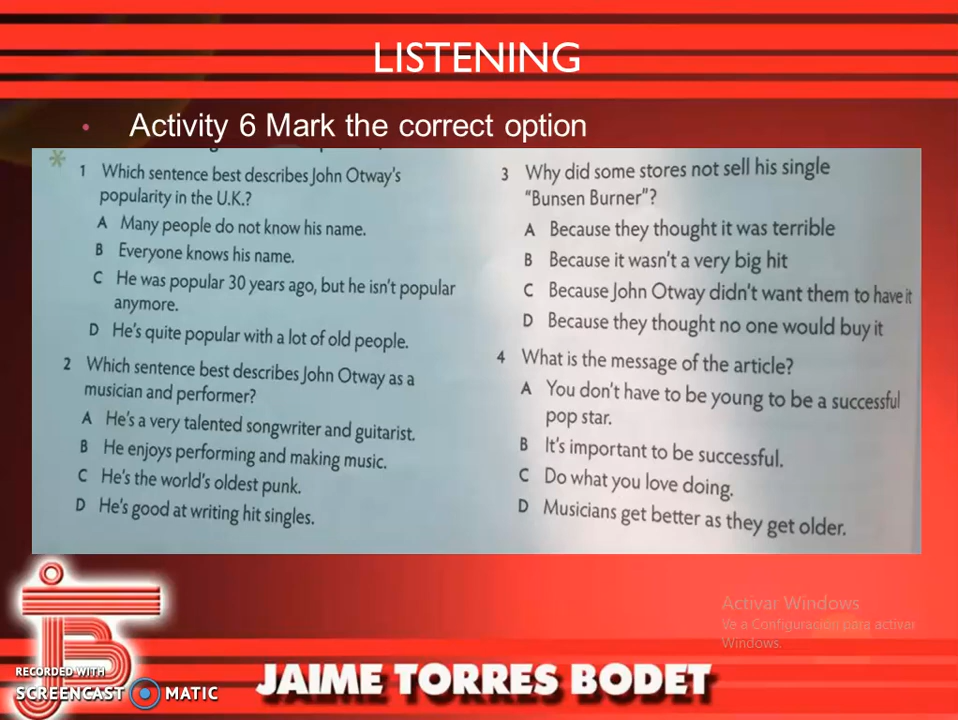 LISTENING
• Activity 6 Mark the correct option
1 Which sentence best describes John Otway's
popularity in the U.K.?
A Many people do not know his name.
B Everyone knows his name.
C He was popular 30 years ago, but he isn't popular
anymore.
D He's quite popular with a lot of old people.
2 Which sentence best describes John Otway as a
musician and performer?
A He's a very talented songwriter and guitarist.
B He enjoys performing and making music.
C He's the world's oldest punk.
D He's good at writing hit singles.
3 Why did some stores not sell his single
“Bunsen Burner”?
A Because they thought it was terrible
B Because it wasn't a very big hit
C Because John Otway didn't want them to have it
D Because they thought no one would buy it
4 What is the message of the article?
A You don't have to be young to be a successful
pop star.
B It's important to be successful.
C Do what you love doing.
D Musicians get better as they get older.
Activar Windows
Ve a Configuración para activar
Windows.
RECORDED WITH
SCREENCAST MATIC
JAIME TORRES BODET